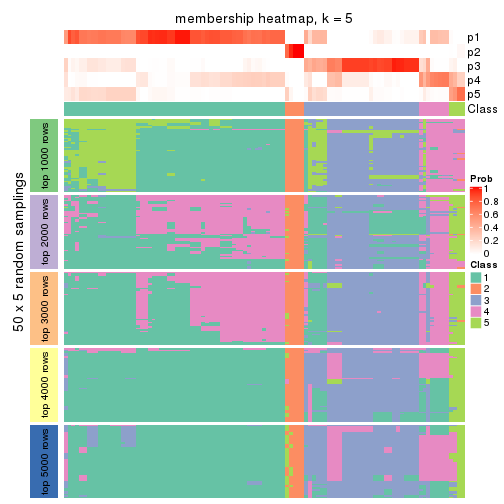 membership heatmap, k = 5
p1
p2
p3
p4
p5
Class
50 x 5 random samplings
top 1000 rows
top 2000 rows
top 3000 rows
top 4000 rows
top 5000 rows
Prob
1
0.8
0.6
0.4
0.2
0
Class
1
2
3
4
5